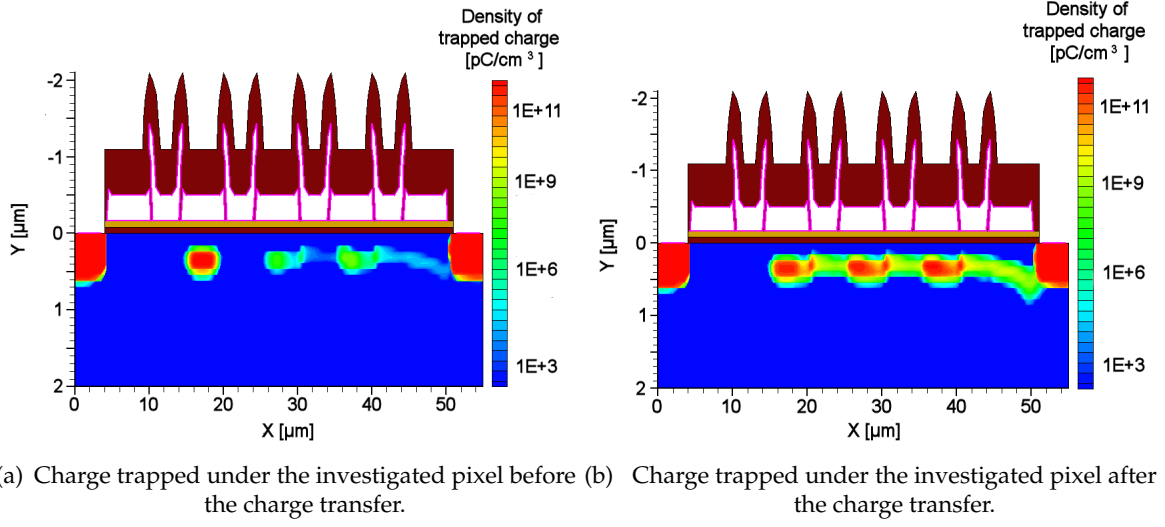 Density of
trapped charge
[pC/cm ³ ]
1E+11
1E+9
1E+6
1E+3
-2
-1
0
1
2
Y [µm]
0 10 20 30 40 50
X [µm]
Density of
trapped charge
[pC/cm ³ ]
1E+11
1E+9
1E+6
1E+3
-2
-1
0
1
2
Y [µm]
0 10 20 30 40 50
X [µm]
a) Charge trapped under the investigated pixel before
the charge transfer.
(b) Charge trapped under the investigated pixel after
the charge transfer.